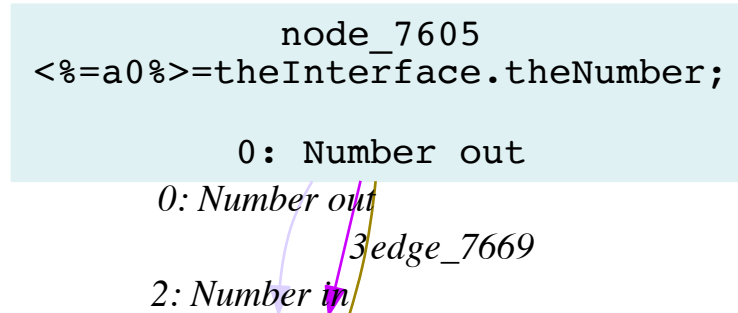 node_7605
<%=a0%>=theInterface.theNumber;
0: Number out
0: Number out
3edge_7669
2: Number in